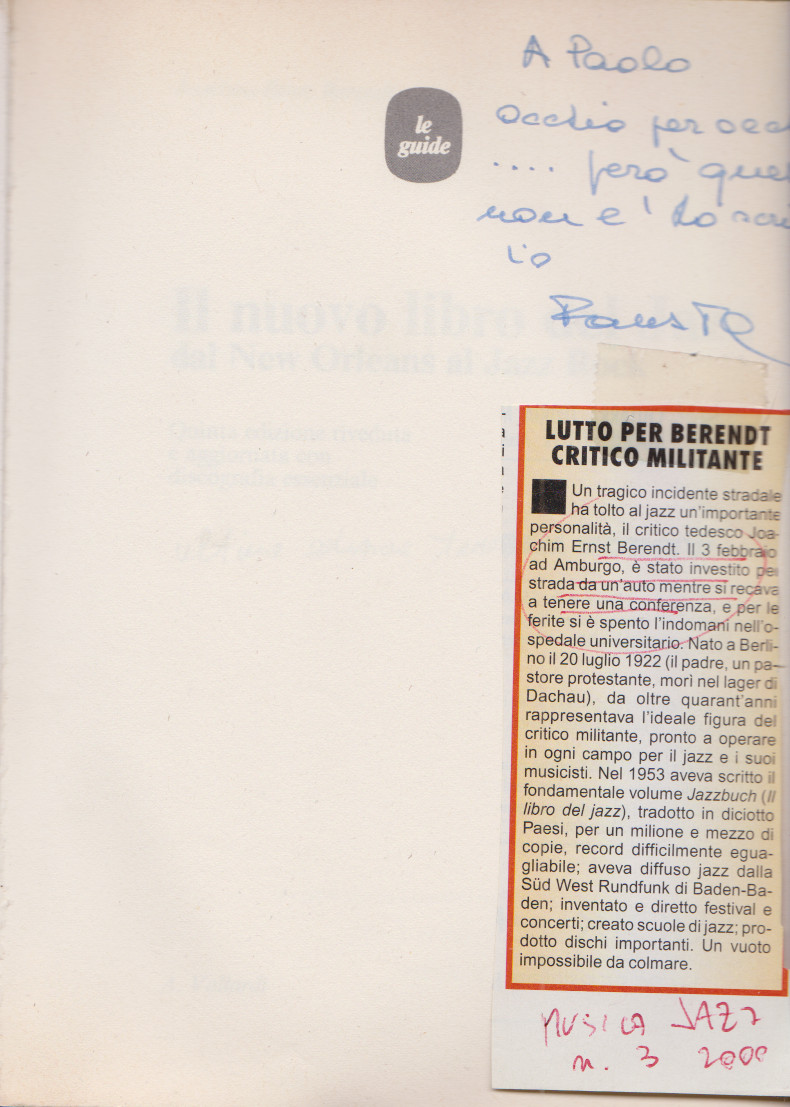 A Paolo
occhio per occ
.... però que
non e'
io
le
guide
Il nuovo libro del Jazz
dal New Orleans al Jazz Rock
Quinta edizione riveduta
e aggiornata con
discografia essenziale
Vallardi
LUTTO PER BERENDT
CRITICO MILITANTE
Un tragico incidente stradale
ha tolto al jazz un'importante
personalità, il critico tedesco Joa-
chim Ernst Berendt. Il 3 febbraio
ad Amburgo, è stato investito per
strada da un'auto mentre si recava
a tenere una conferenza, e per le
ferite si è spento l'indomani nell'o-
spedale universitario. Nato a Berli-
no il 20 luglio 1922 (il padre, un pa-
store protestante, morì nel lager di
Dachau), da oltre quarant'anni
rappresentava l'ideale figura del
critico militante, pronto a operare
in ogni campo per il jazz e i suoi
musicisti. Nel 1953 aveva scritto il
fondamentale volume Jazzbuch (Il
libro del jazz), tradotto in diciotto
Paesi, per un milione e mezzo di
copie, record difficilmente egua-
gliabile; aveva diffuso jazz dalla
Süd West Rundfunk di Baden-Ba-
den; inventato e diretto festival e
concerti; creato scuole di jazz; pro-
dotto dischi importanti. Un vuoto
impossibile da colmare.
MUSICA JAZZ
n. 3 2000